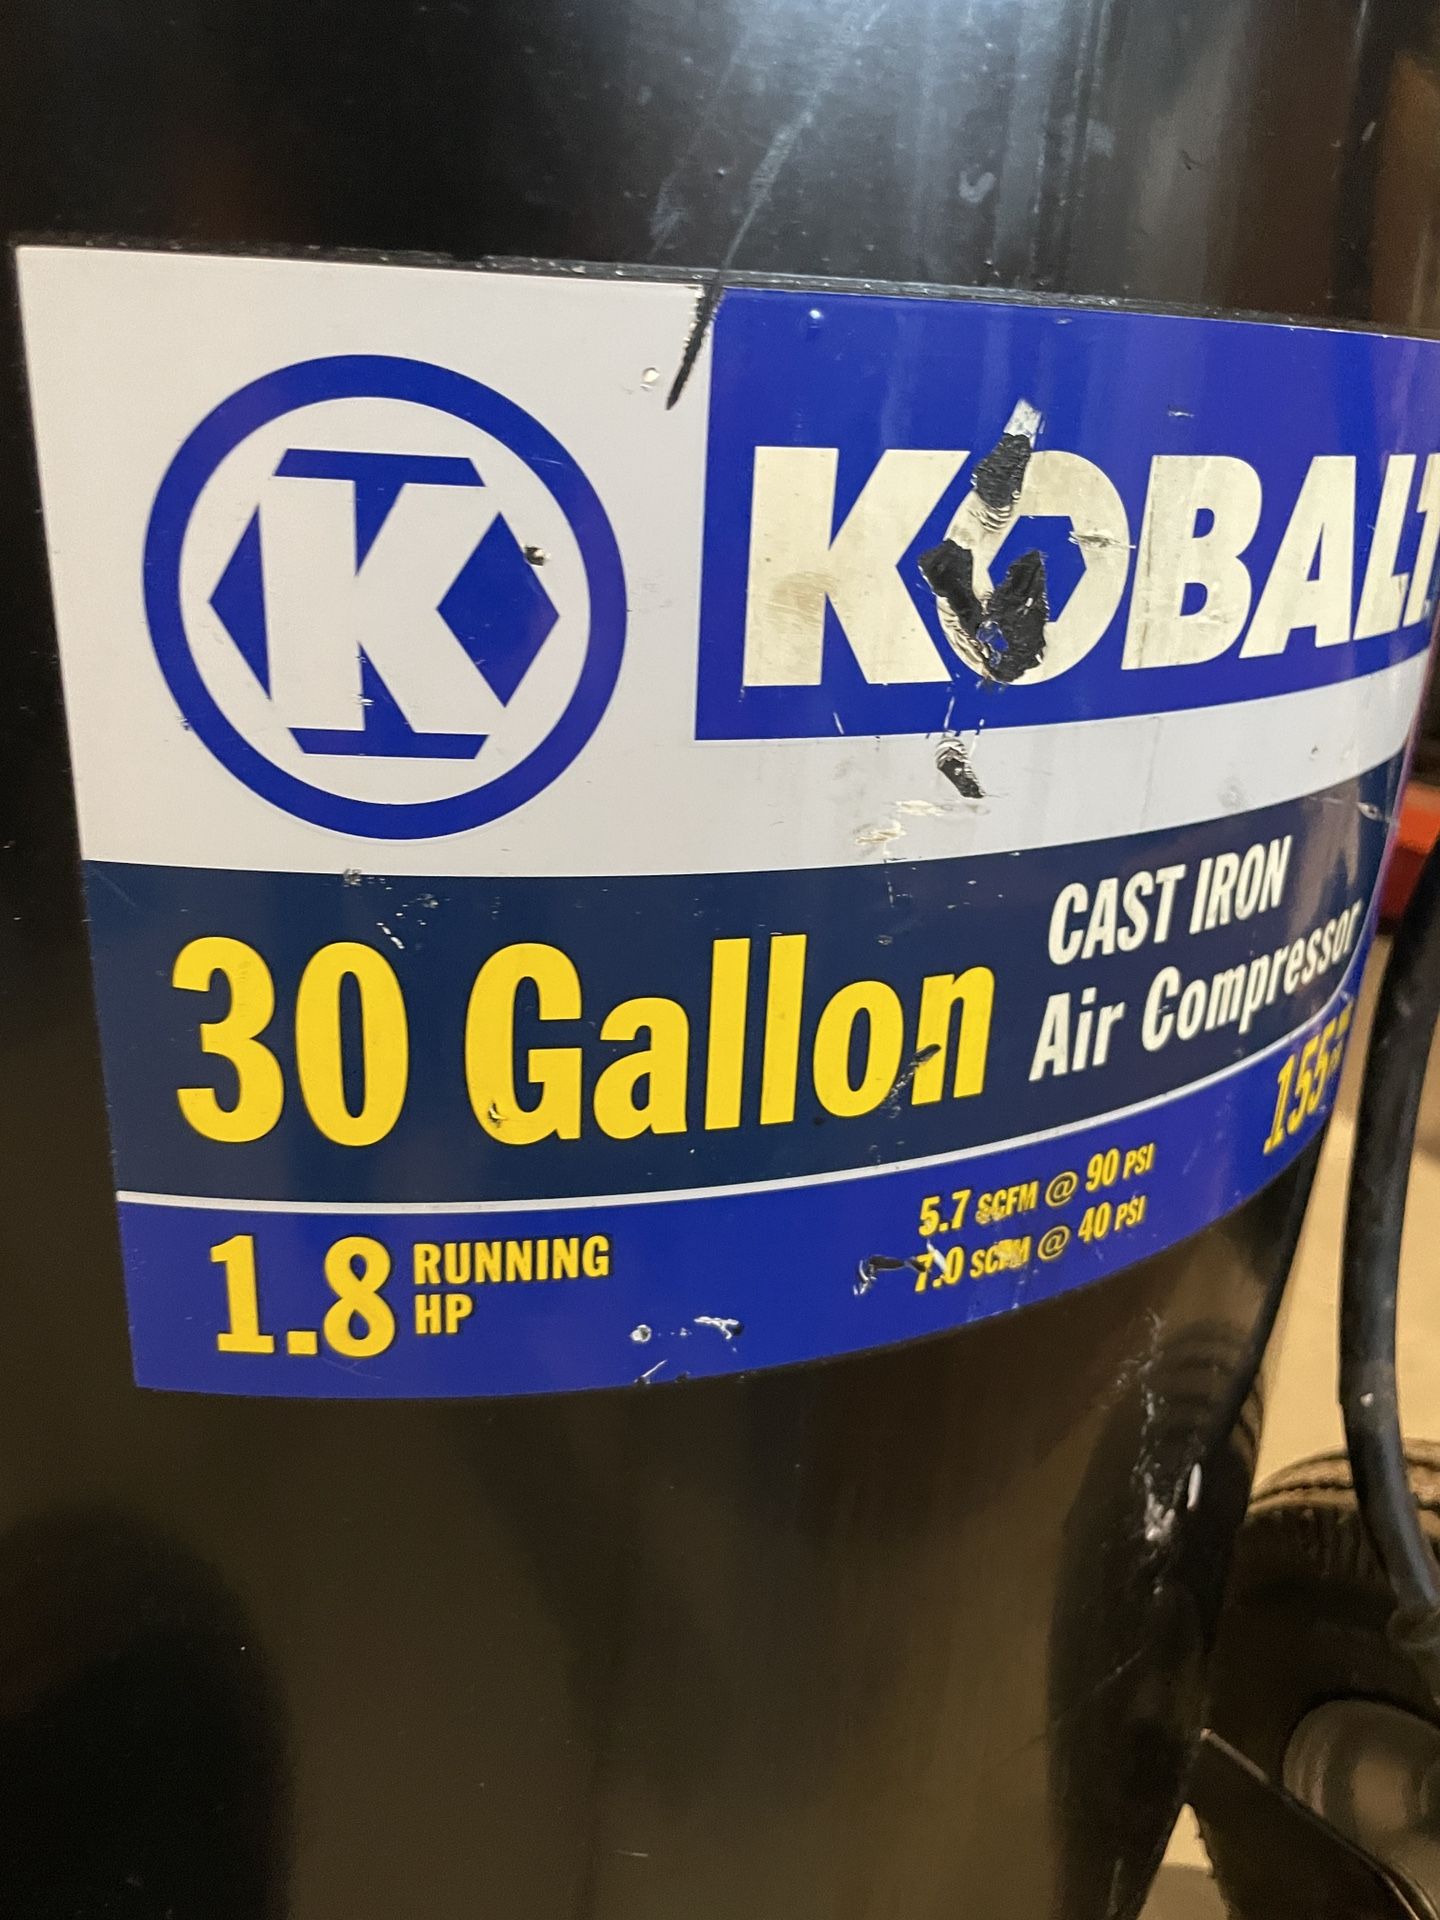 K
KOBALT
30 Gallon
CAST IRON
Air Compressor
1.8 RUNNING HP
5.7 SCFM @ 90 PSI
7.0 SCFM @ 40 PSI
155